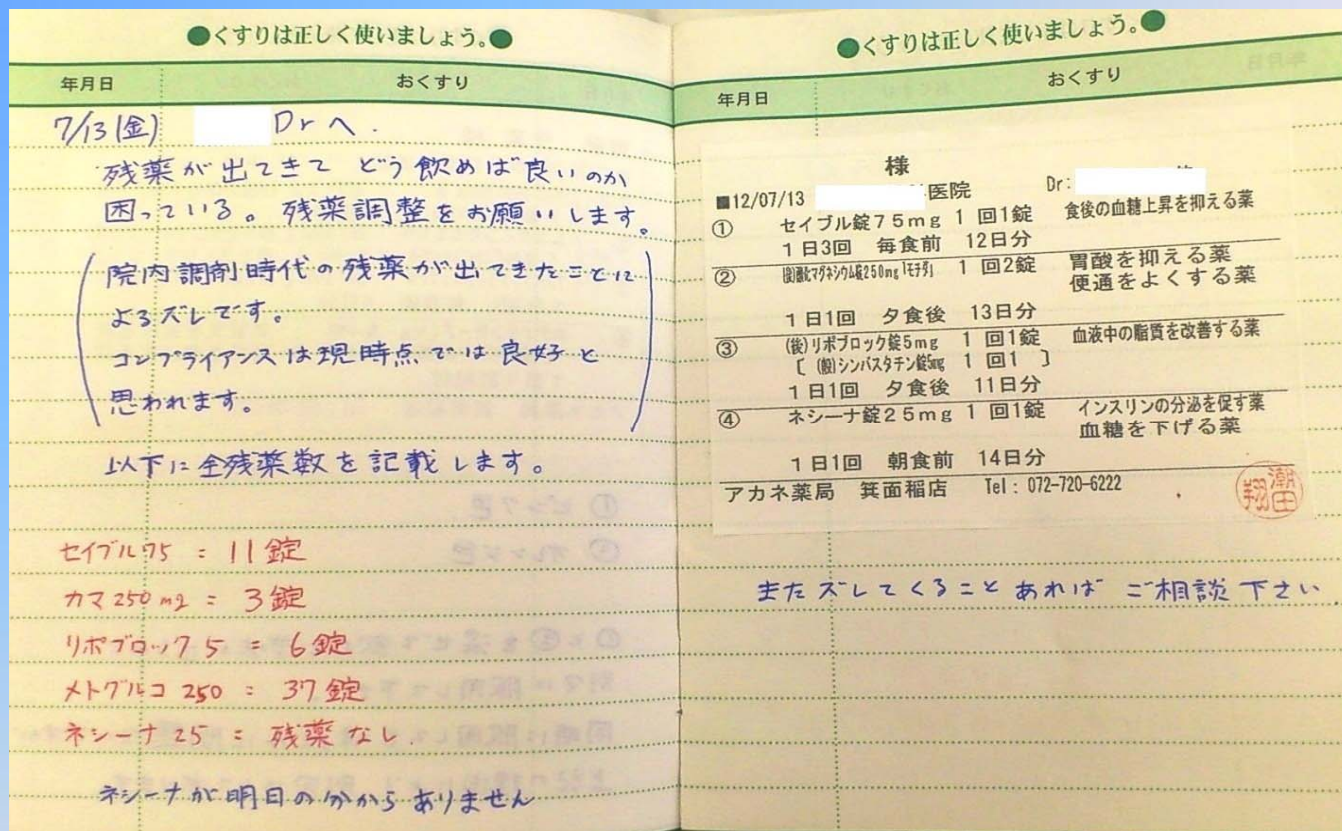 ●くすりは正しく使いましょう。●
年月日 おくすり
7/13(金) Drへ.
残薬が出てきて どう飲めば良いのか
困っている。残薬調整をお願いします。
院内調剤時代の残薬が出てきたことに
よるズレです。
コンプライアンスは現時点では良好と
思われます。
以下に全残薬数を記載します。
セイブル75 = 11錠
カマ250mg = 3錠
リポブロック5 = 6錠
メトグルコ250 = 37錠
ネシーナ25 = 残薬なし.
ネシーナが明日の分からありません
●くすりは正しく使いましょう。●
年月日 おくすり
様
■12/07/13 医院 Dr:
① セイブル錠75mg 1回1錠 食後の血糖上昇を抑える薬
1日3回 毎食前 12日分
② (後)酸化マグネシウム錠250mg「モチダ」 1回2錠 胃酸を抑える薬
便通をよくする薬
1日1回 夕食後 13日分
③ (後)リポブロック錠5mg 1回1錠 血液中の脂質を改善する薬
[ (般)シンバスタチン錠5mg 1回1 ]
1日1回 夕食後 11日分
④ ネシーナ錠25mg 1回1錠 インスリンの分泌を促す薬
血糖を下げる薬
1日1回 朝食前 14日分
アカネ薬局 箕面稲店 Tel: 072-720-6222
またズレてくることあれば ご相談下さい